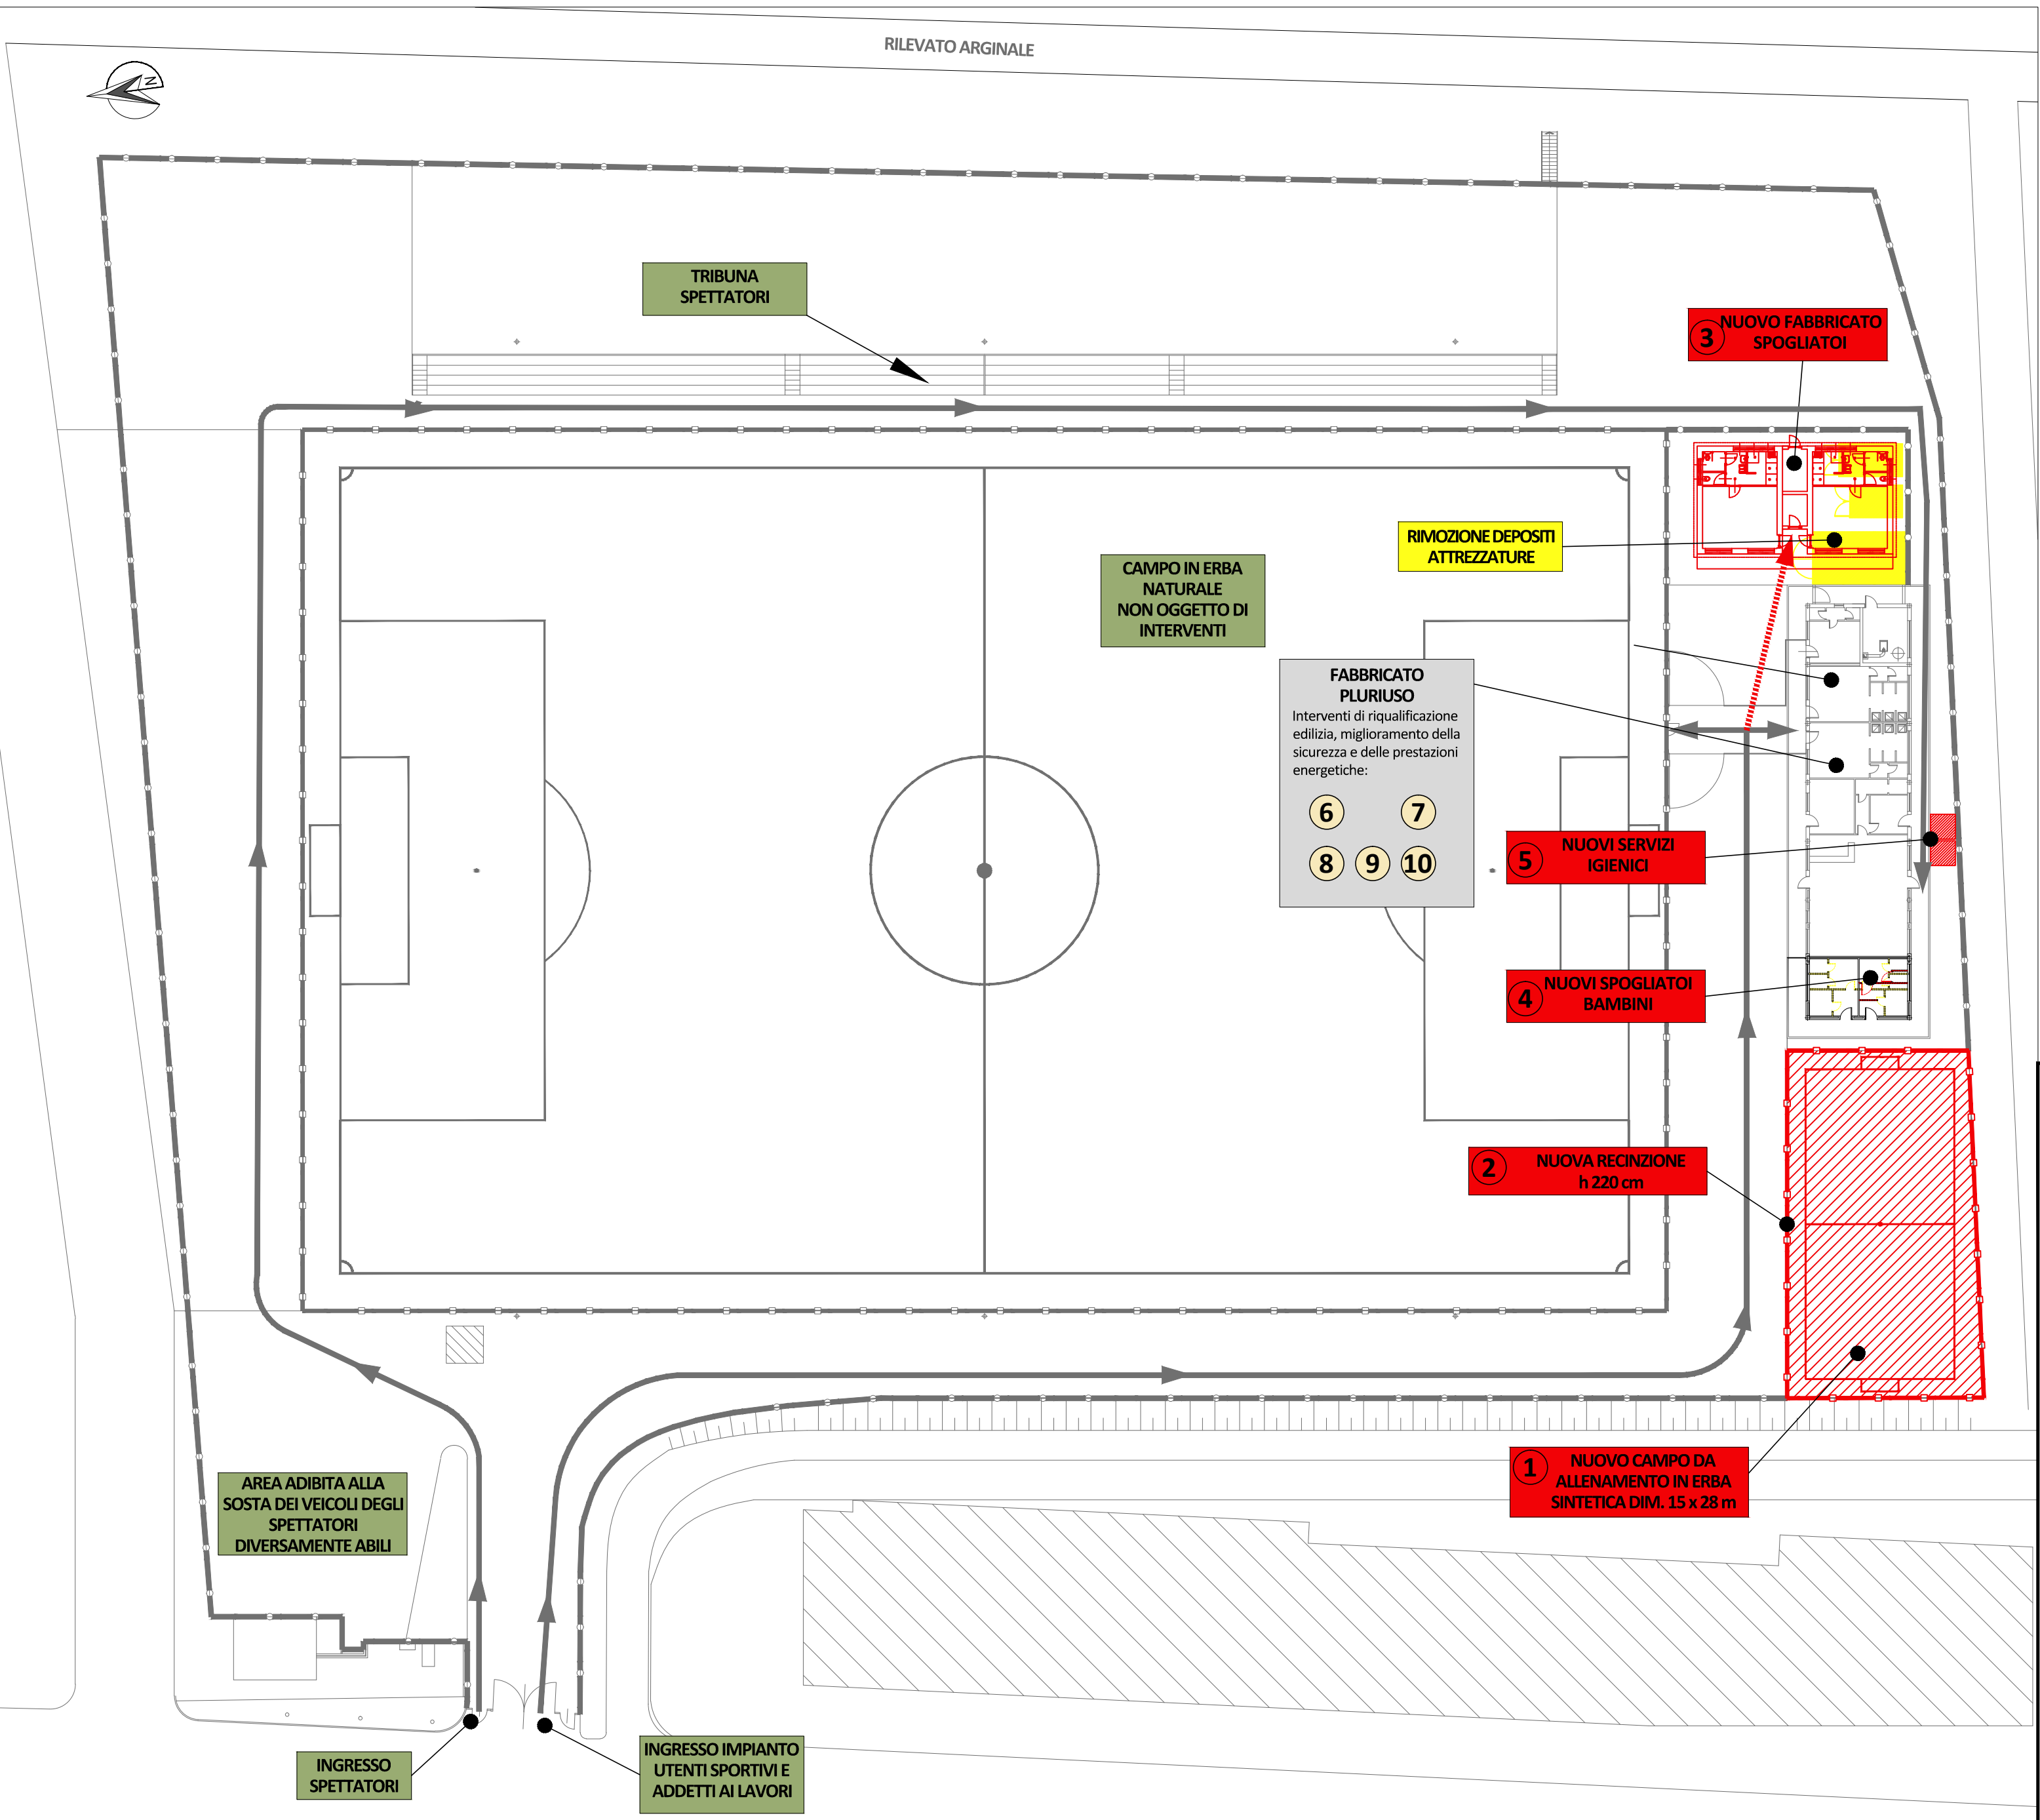 RILEVATO ARGINALE
N
TRIBUNA
SPETTATORI
3
NUOVO FABBRICATO
SPOGLIATOI
RIMOZIONE DEPOSITI
ATTREZZATURE
CAMPO IN ERBA
NATURALE
NON OGGETTO DI
INTERVENTI
FABBRICATO
PLURIUSO
Interventi di riqualificazione
edilizia, miglioramento della
sicurezza e delle prestazioni
energetiche:
6 7
8 9 10
5
NUOVI SERVIZI
IGIENICI
4
NUOVI SPOGLIATOI
BAMBINI
2
NUOVA RECINZIONE
h 220 cm
1
NUOVO CAMPO DA
ALLENAMENTO IN ERBA
SINTETICA DIM. 15 x 28 m
AREA ADIBITA ALLA
SOSTA DEI VEICOLI DEGLI
SPETTATORI
DIVERSAMENTE ABILI
INGRESSO
SPETTATORI
INGRESSO IMPIANTO
UTENTI SPORTIVI E
ADDETTI AI LAVORI